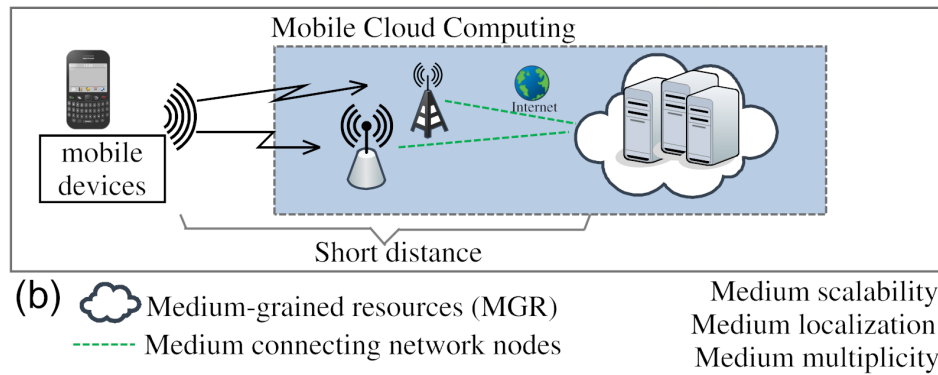 Mobile Cloud Computing
Internet
mobile
devices
Short distance
(b)
Medium-grained resources (MGR)
Medium connecting network nodes
Medium scalability
Medium localization
Medium multiplicity